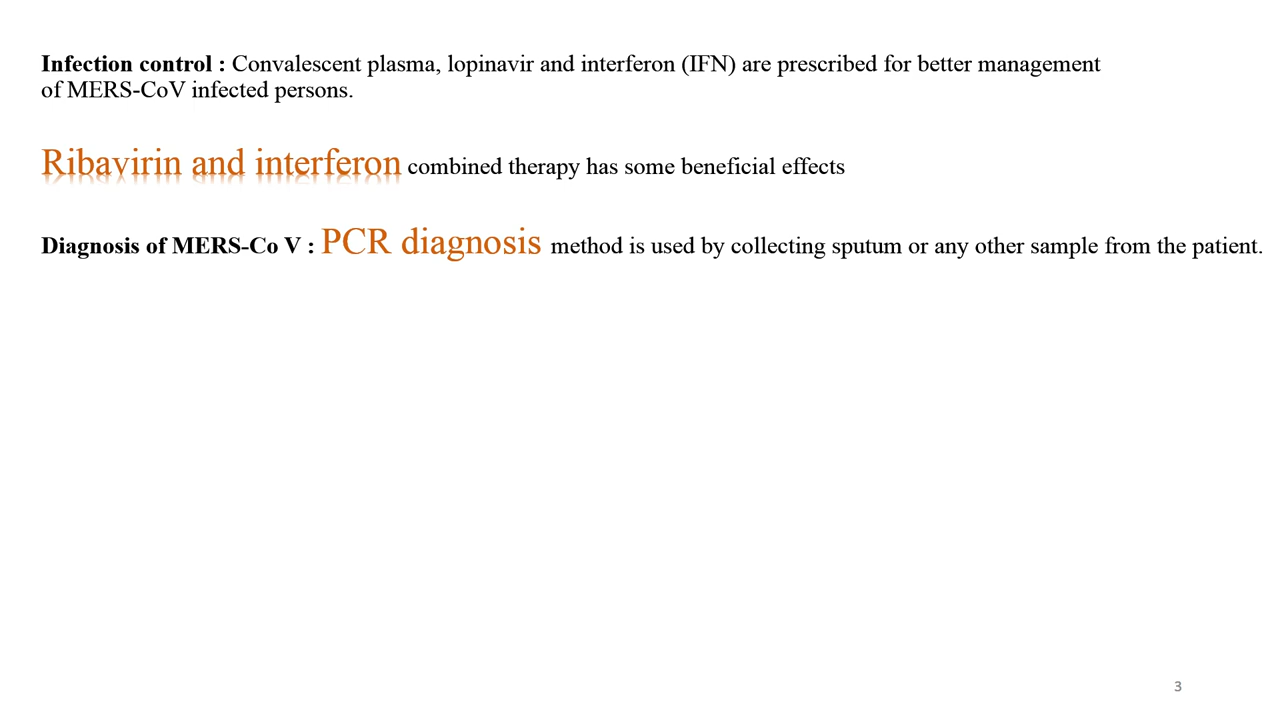 Infection control : Convalescent plasma, lopinavir and interferon (IFN) are prescribed for better management
of MERS-CoV infected persons.
Ribavirin and interferon combined therapy has some beneficial effects
Diagnosis of MERS-Co V : PCR diagnosis method is used by collecting sputum or any other sample from the patient.
3